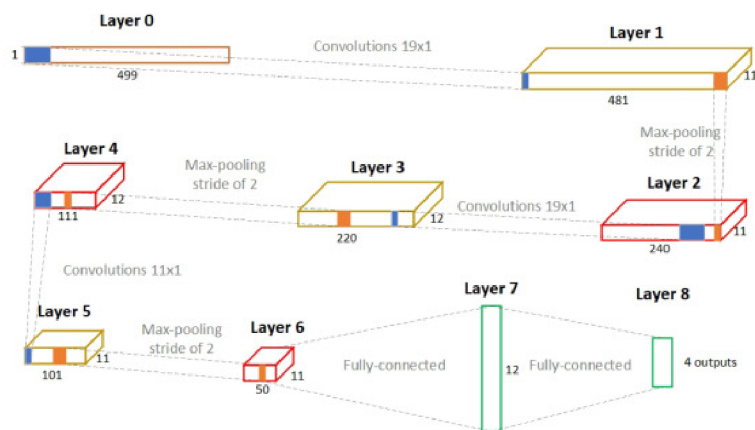 Layer 0
1
499
Convolutions 19x1
Layer 1
481
11
Max-pooling
stride of 2
Layer 4
111
12
Max-pooling
stride of 2
Layer 3
220
12
Convolutions 19x1
Layer 2
240
11
Convolutions 11x1
Layer 5
101
11
Max-pooling
stride of 2
Layer 6
50
11
Fully-connected
Layer 7
12
Fully-connected
Layer 8
4 outputs